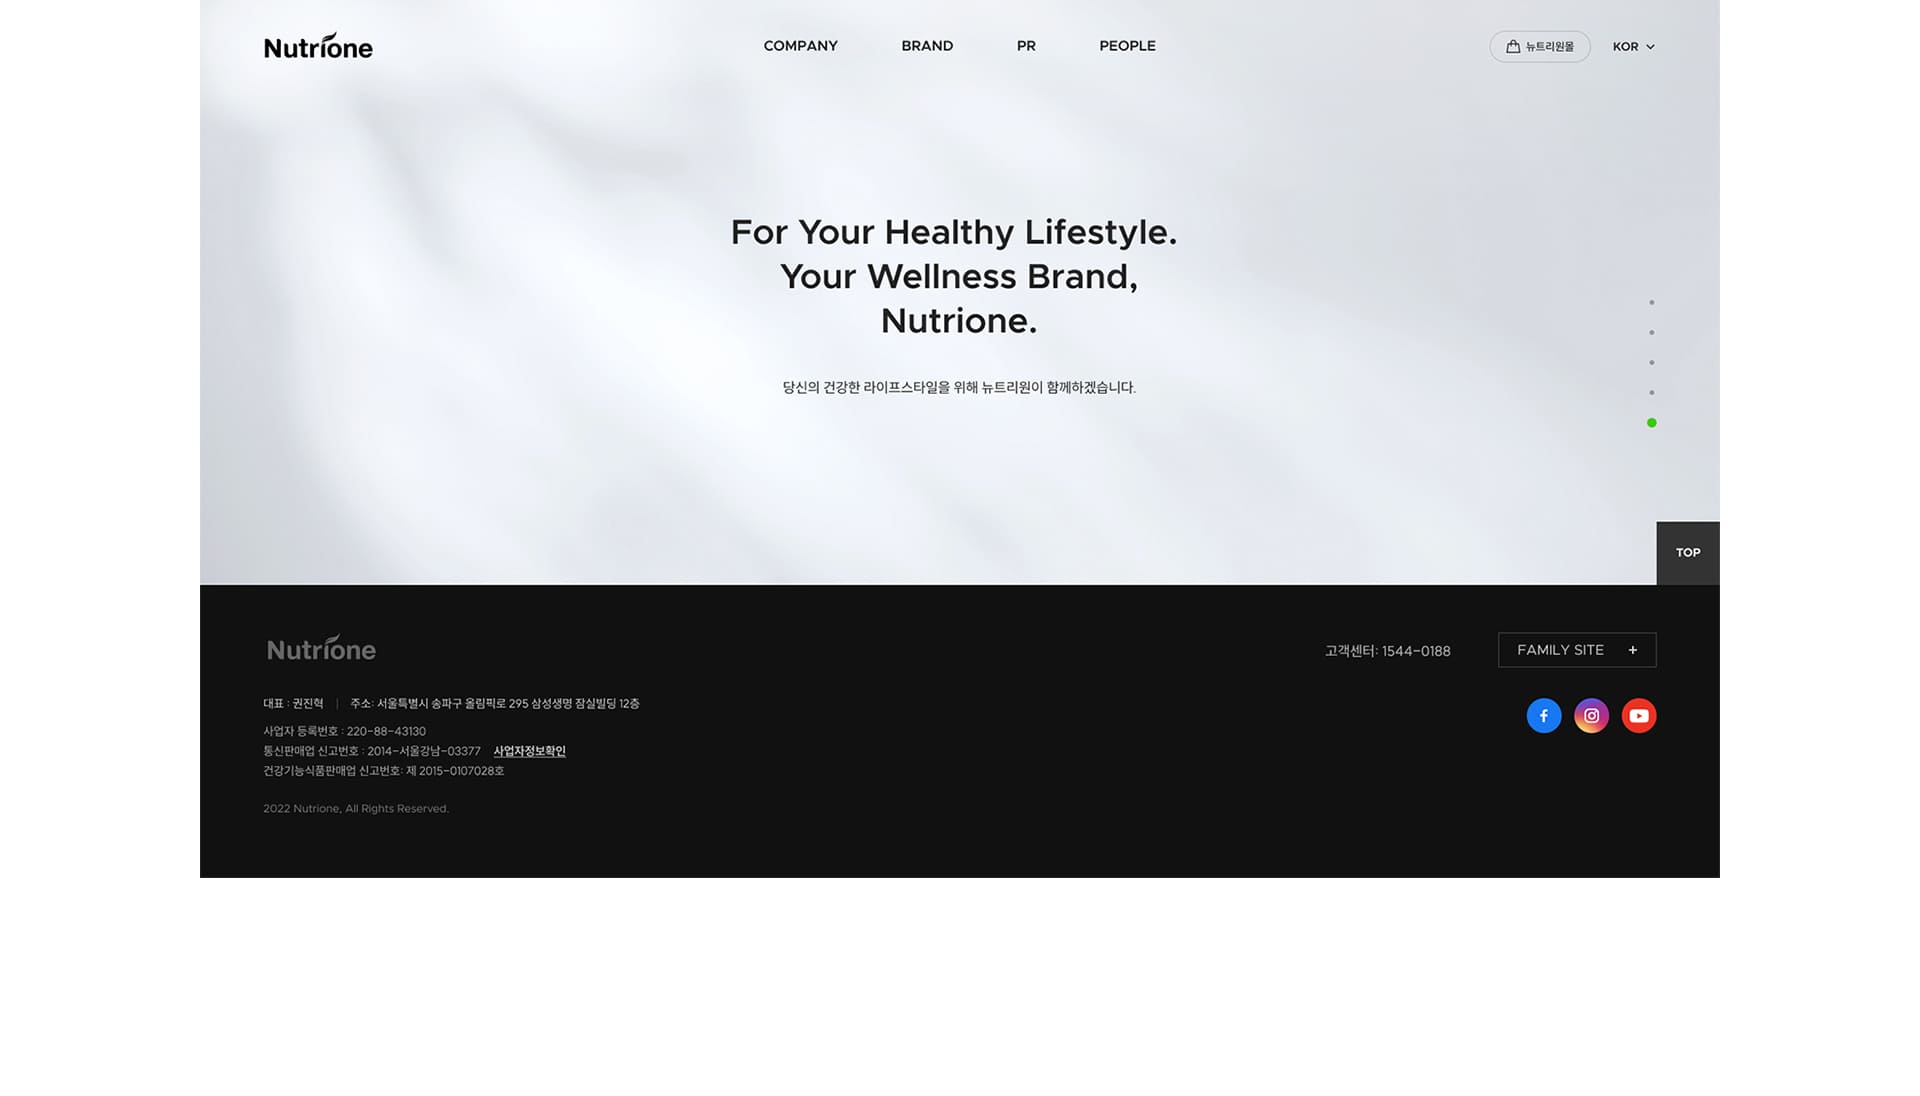 Nutrione
COMPANY BRAND PR PEOPLE
뉴트리원몰 KOR
For Your Healthy Lifestyle.
Your Wellness Brand,
Nutrione.
당신의 건강한 라이프스타일을 위해 뉴트리원이 함께하겠습니다.
TOP
Nutrione
고객센터: 1544-0188
FAMILY SITE +
대표 : 권진혁 | 주소: 서울특별시 송파구 올림픽로 295 삼성생명 잠실빌딩 12층
사업자 등록번호 : 220-88-43130
통신판매업 신고번호 : 2014-서울강남-03377 사업자정보확인
건강기능식품판매업 신고번호: 제 2015-0107028호
2022 Nutrione, All Rights Reserved.